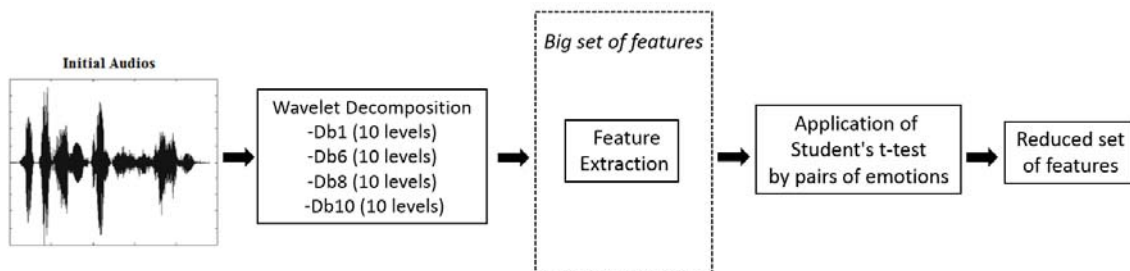 Initial Audios
Wavelet Decomposition
-Db1 (10 levels)
-Db6 (10 levels)
-Db8 (10 levels)
-Db10 (10 levels)
Big set of features
Feature
Extraction
Application of
Student's t-test
by pairs of emotions
Reduced set
of features